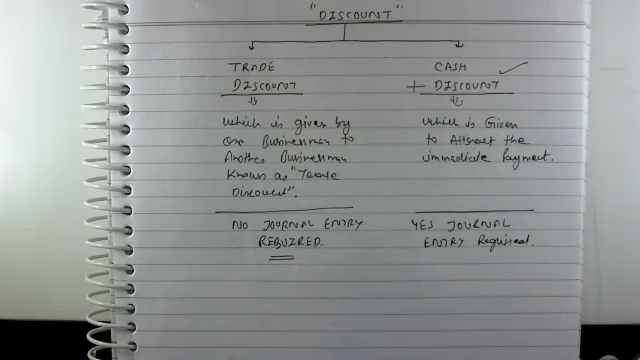 "DISCOUNT"
TRADE
DISCOUNT
which is given by
One Businessman to
Another Businessman
Known as "Trade
Discount".
NO JOURNAL ENTRY
REQUIRED.
CASH
DISCOUNT
which is Given
to Attract the
immediate Payment.
YES JOURNAL
ENTRY Required.